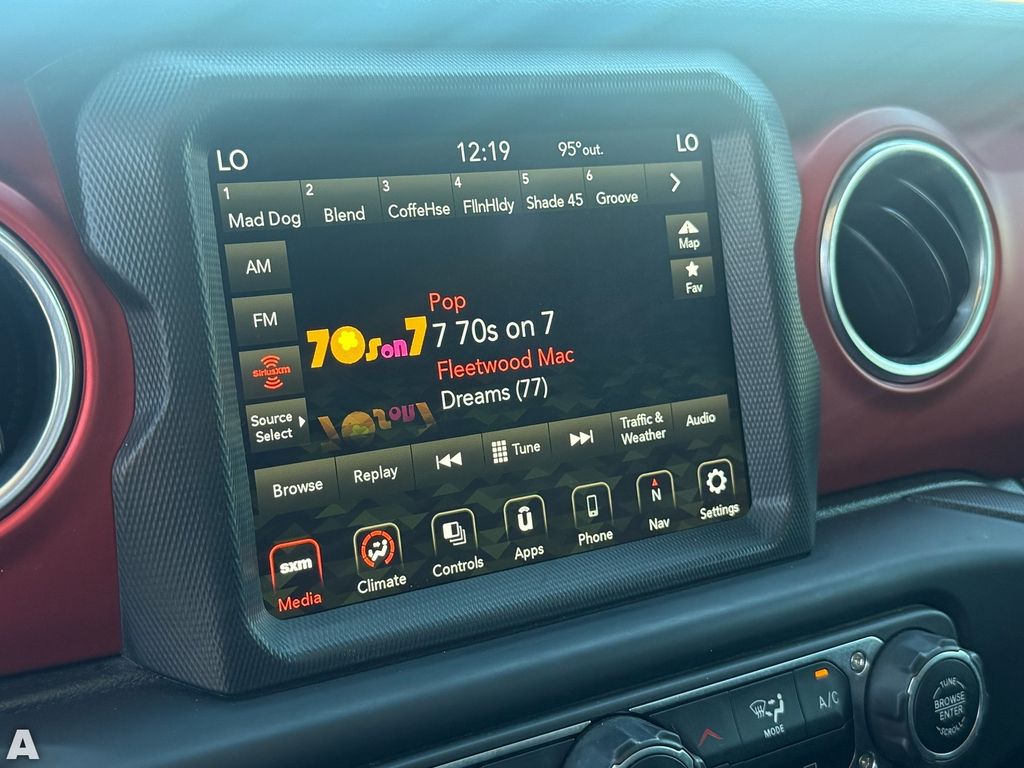 LO 12:19 95° out. LO
1 Mad Dog 2 Blend 3 CoffeHse 4 FllnHldy 5 Shade 45 6 Groove
Map
Fav
AM
FM
SiriusXM
Source
Select
70s on 7
Pop
7 70s on 7
Fleetwood Mac
Dreams (77)
Browse Replay Tune Traffic & Weather Audio
sxm
Media Climate Controls Apps Phone N Nav Settings
MODE A/C
TUNE
BROWSE
ENTER
SCROLL
A